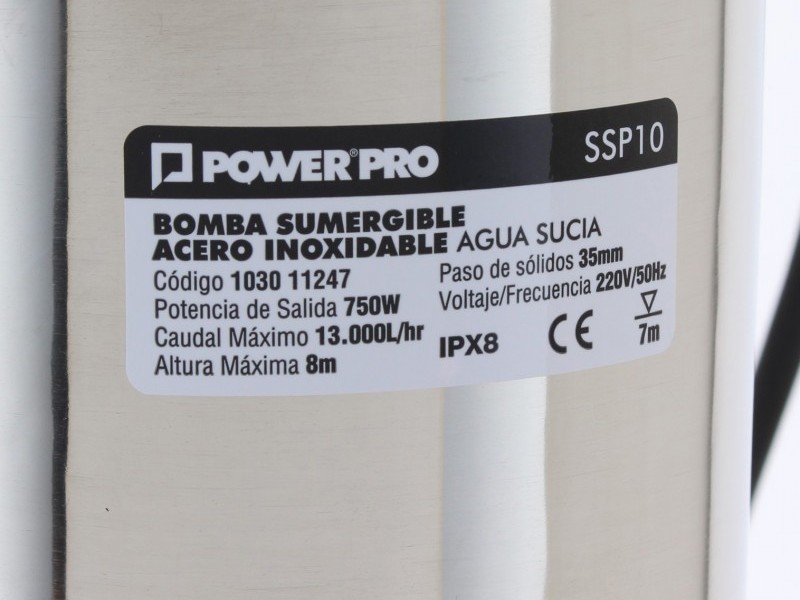 POWER PRO®
SSP10
BOMBA SUMERGIBLE
ACERO INOXIDABLE AGUA SUCIA
Código 1030 11247
Potencia de Salida 750W
Caudal Máximo 13.000L/hr
Altura Máxima 8m
Paso de sólidos 35mm
Voltaje/Frecuencia 220V/50Hz
IPX8
CE
7m